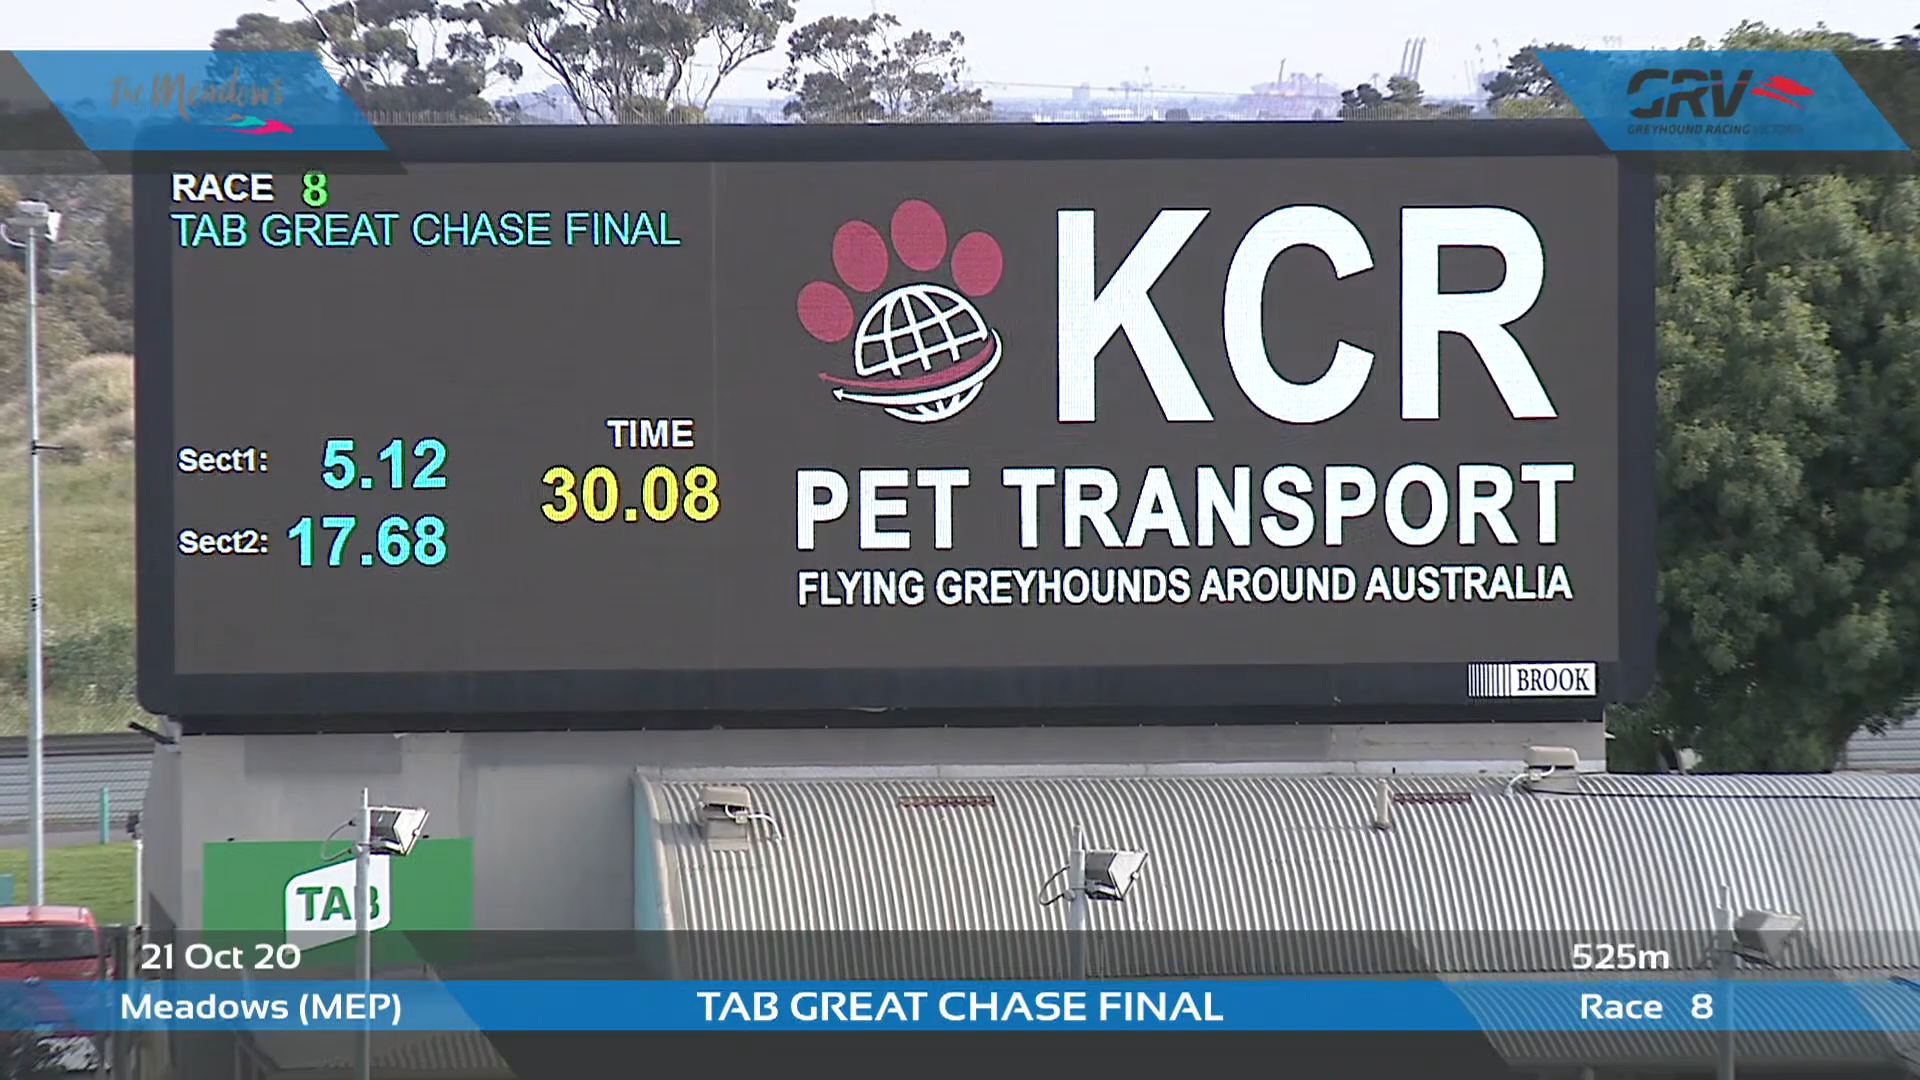 The Meadows
GRV
GREYHOUND RACING VICTORIA
RACE 8
TAB GREAT CHASE FINAL
KCR
PET TRANSPORT
FLYING GREYHOUNDS AROUND AUSTRALIA
TIME
Sect1: 5.12
30.08
Sect2: 17.68
BROOK
TAB
21 Oct 20
525m
Meadows (MEP)
TAB GREAT CHASE FINAL
Race 8